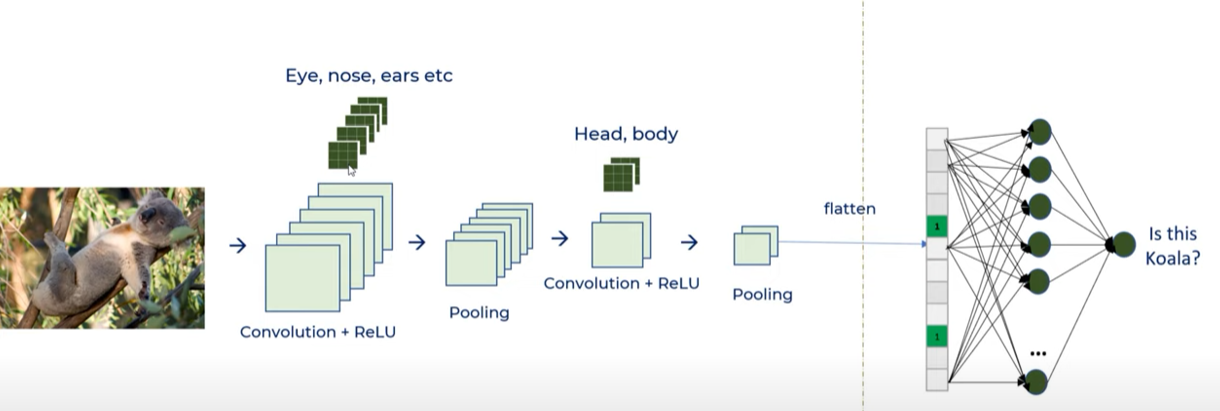 Eye, nose, ears etc
Head, body
flatten
1
1
...
Is this
Koala?
Convolution + ReLU
Pooling
Convolution + ReLU
Pooling